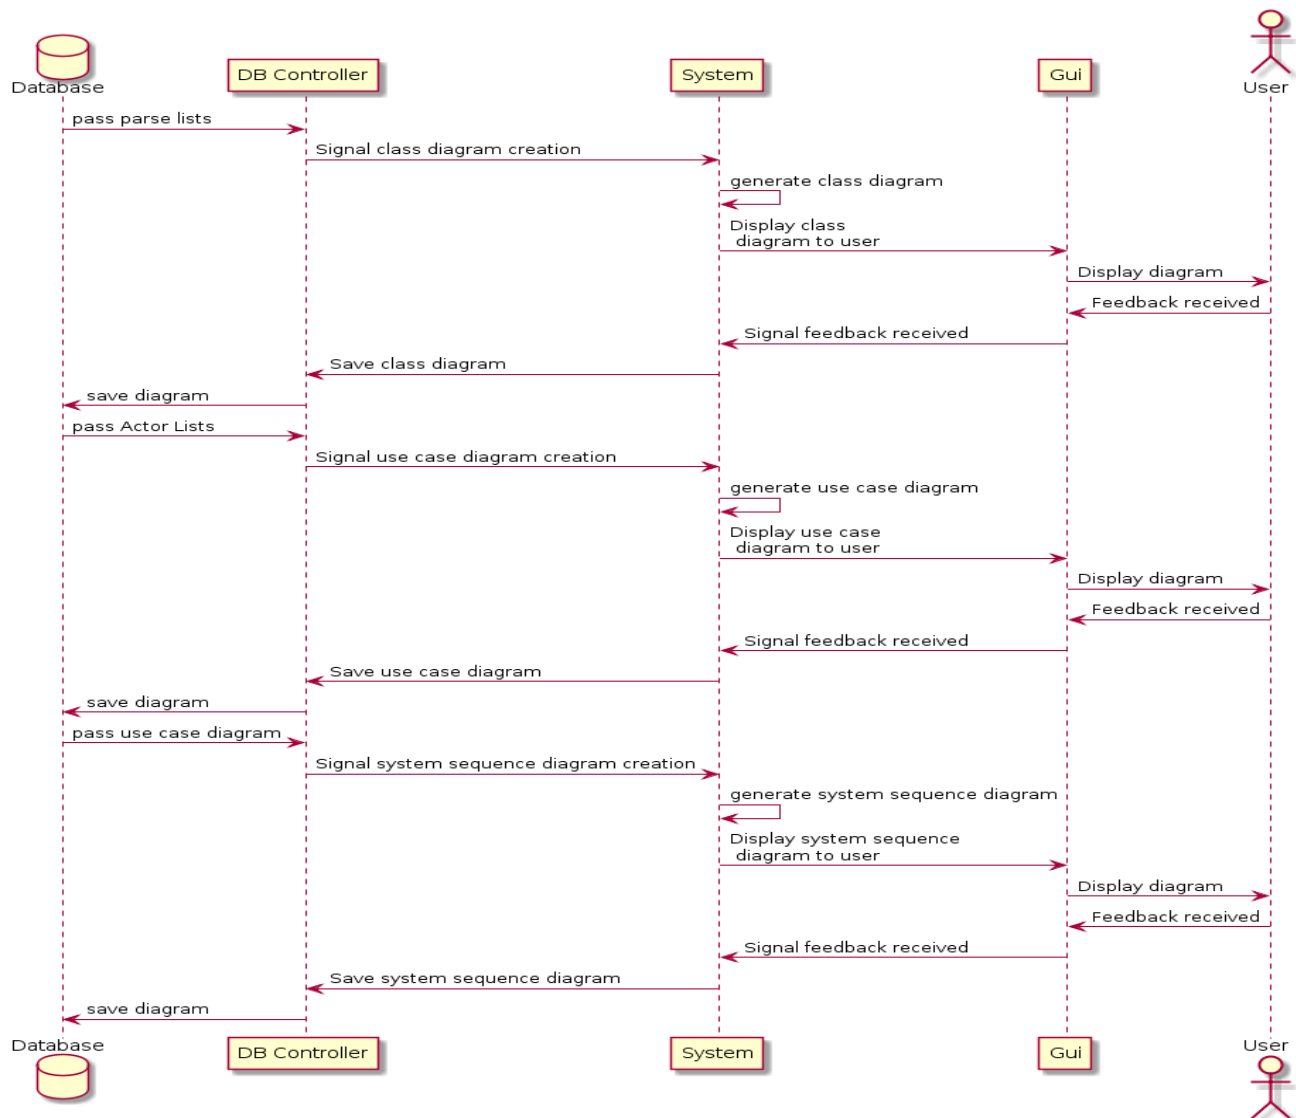 Database
DB Controller
System
Gui
User
pass parse lists
Signal class diagram creation
generate class diagram
Display class
diagram to user
Display diagram
Feedback received
Signal feedback received
Save class diagram
save diagram
pass Actor Lists
Signal use case diagram creation
generate use case diagram
Display use case
diagram to user
Display diagram
Feedback received
Signal feedback received
Save use case diagram
save diagram
pass use case diagram
Signal system sequence diagram creation
generate system sequence diagram
Display system sequence
diagram to user
Display diagram
Feedback received
Signal feedback received
Save system sequence diagram
save diagram
Database
DB Controller
System
Gui
User